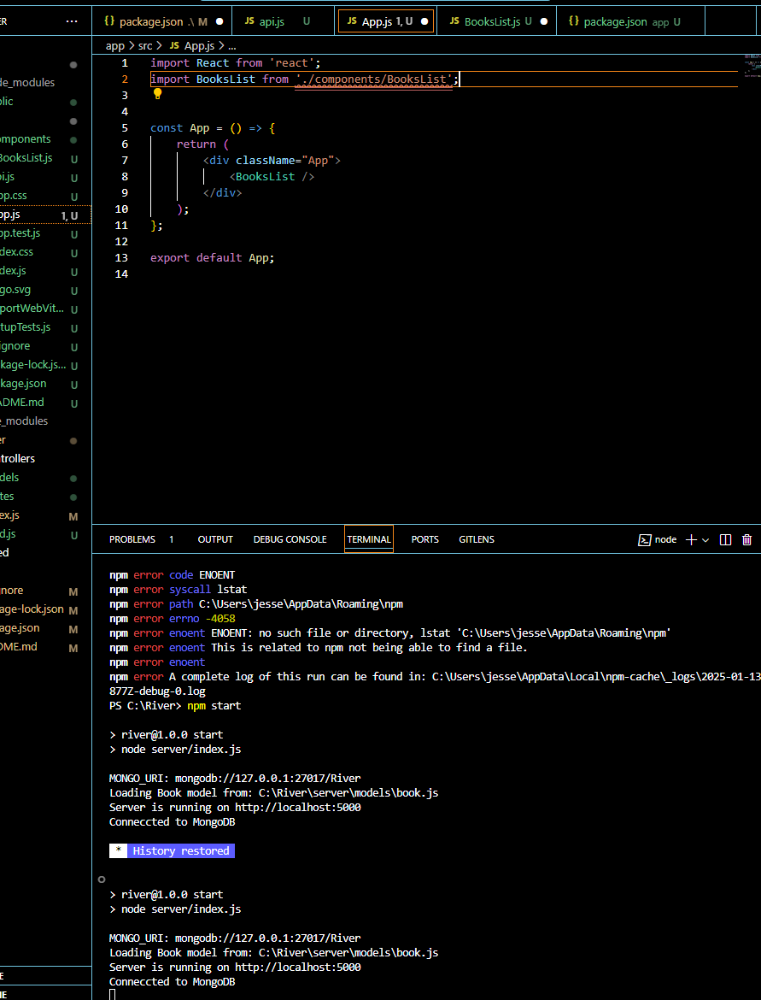 ER ...
{} package.json .\ M ●
JS api.js U
JS App.js 1, U ●
JS BooksList.js U ●
{} package.json app U
app > src > JS App.js > ...
de_modules
blic
mponents
BooksList.js U
pi.js U
pp.css U
pp.js 1, U
pp.test.js U
dex.css U
dex.js U
go.svg U
portWebVit... U
tupTests.js U
ignore U
kage-lock.js... U
kage.json U
ADME.md U
e_modules
er
trollers
dels
tes
ex.js M
d.js U
ed
nore M
age-lock.json M
age.json M
DME.md M
E
NE
1 import React from 'react';
2 import BooksList from './components/BooksList';
3
4
5 const App = () => {
6 return (
7 <div className="App">
8 <BooksList />
9 </div>
10 );
11 };
12
13 export default App;
14
PROBLEMS 1 OUTPUT DEBUG CONSOLE TERMINAL PORTS GITLENS node
npm error code ENOENT
npm error syscall lstat
npm error path C:\Users\jesse\AppData\Roaming\npm
npm error errno -4058
npm error enoent ENOENT: no such file or directory, lstat 'C:\Users\jesse\AppData\Roaming\npm'
npm error enoent This is related to npm not being able to find a file.
npm error enoent
npm error A complete log of this run can be found in: C:\Users\jesse\AppData\Local\npm-cache\_logs\2025-01-13
877Z-debug-0.log
PS C:\River> npm start
> river@1.0.0 start
> node server/index.js
MONGO_URI: mongodb://127.0.0.1:27017/River
Loading Book model from: C:\River\server\models\book.js
Server is running on http://localhost:5000
Conneccted to MongoDB
* History restored
> river@1.0.0 start
> node server/index.js
MONGO_URI: mongodb://127.0.0.1:27017/River
Loading Book model from: C:\River\server\models\book.js
Server is running on http://localhost:5000
Conneccted to MongoDB